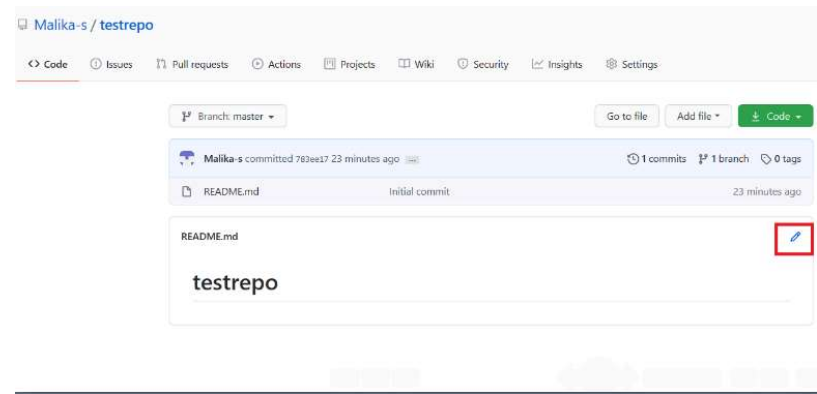 Malika-s / testrepo
Code Issues Pull requests Actions Projects Wiki Security Insights Settings
Branch: master Go to file Add file Code
Malika-s committed 783ee17 23 minutes ago ... 1 commits 1 branch 0 tags
README.md Initial commit 23 minutes ago
README.md
testrepo